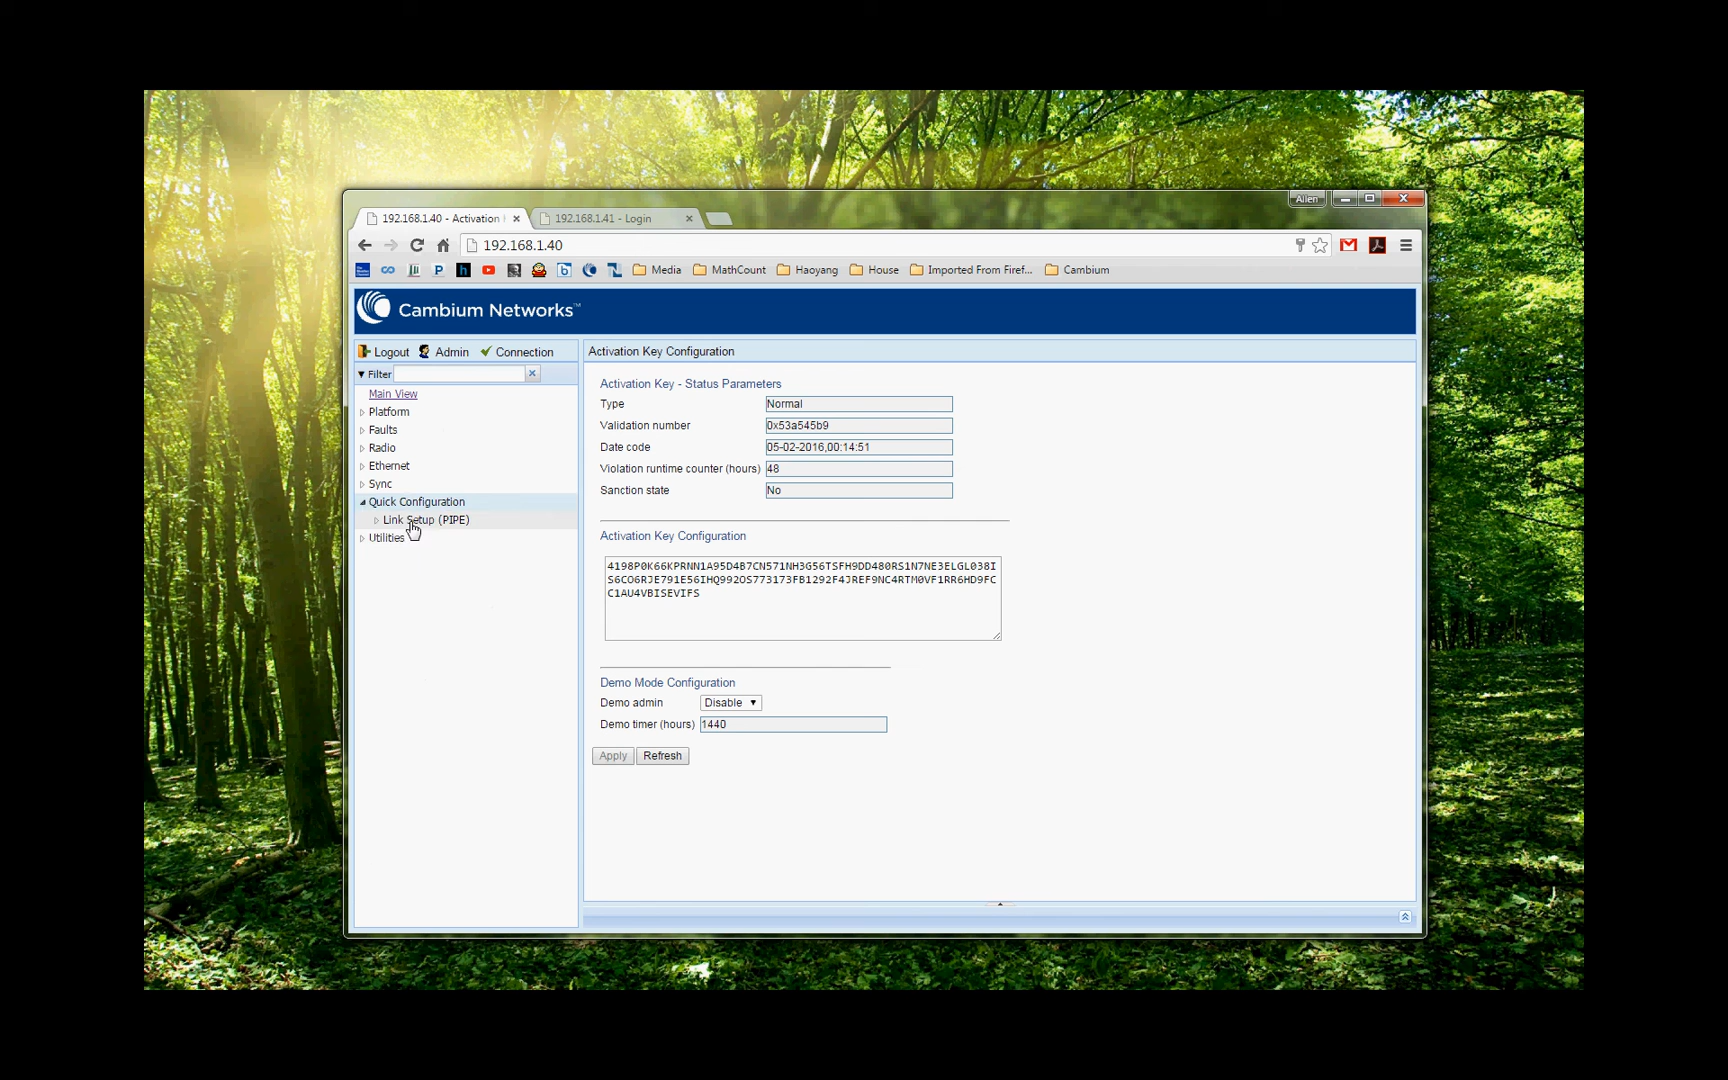 Allen
192.168.1.40 - Activation
192.168.1.41 - Login
192.168.1.40
Media
MathCount
Haoyang
House
Imported From Firef...
Cambium
Cambium Networks™
Logout
Admin
Connection
Activation Key Configuration
Filter
Main View
Platform
Faults
Radio
Ethernet
Sync
Quick Configuration
Link Setup (PIPE)
Utilities
Activation Key - Status Parameters
Type Normal
Validation number 0x53a545b9
Date code 05-02-2016,00:14:51
Violation runtime counter (hours) 48
Sanction state No
Activation Key Configuration
4198P0K66KPRNN1A95D4B7CN571NH3G56TSFH9DD480RS1N7NE3ELGL038I
S6CO6RJE791E56IHQ992OS773173FB1292F4JREF9NC4RTM0VF1RR6HD9FC
C1AU4VBISEVIFS
Demo Mode Configuration
Demo admin Disable
Demo timer (hours) 1440
Apply
Refresh